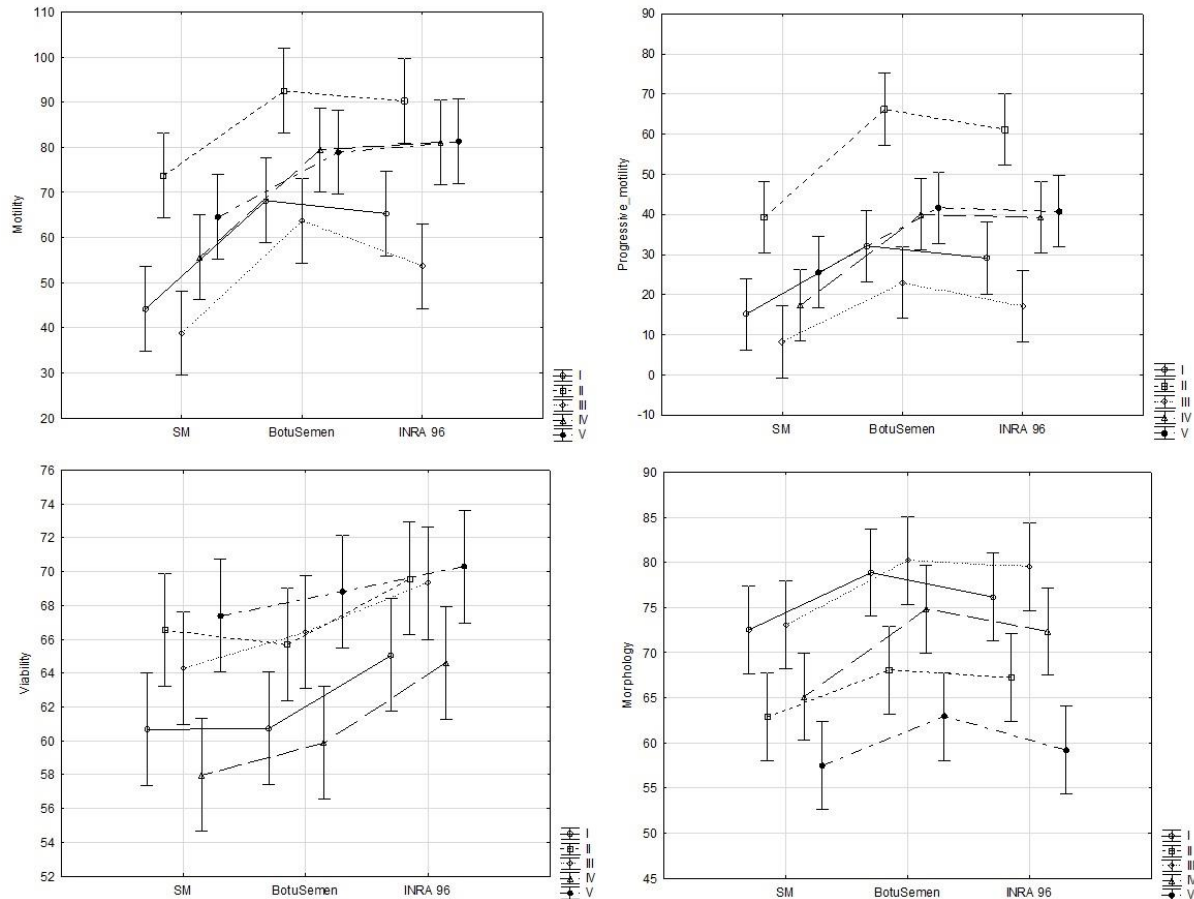 110
100
90
80
70
60
50
40
30
20
Motility
SM BotuSemen INRA 96
I
II
III
IV
V
90
80
70
60
50
40
30
20
10
0
-10
Progressive_motility
SM BotuSemen INRA 96
I
II
III
IV
V
76
74
72
70
68
66
64
62
60
58
56
54
52
Viability
SM BotuSemen INRA 96
I
II
III
IV
V
90
85
80
75
70
65
60
55
50
45
Morphology
SM BotuSemen INRA 96
I
II
III
IV
V